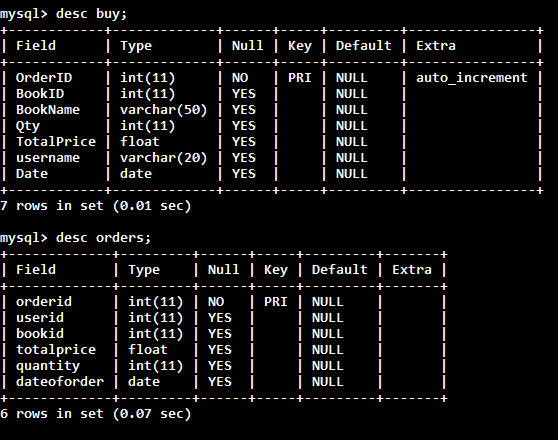 mysql> desc buy;
+------------+-------------+------+-----+---------+----------------+
| Field      | Type        | Null | Key | Default | Extra          |
+------------+-------------+------+-----+---------+----------------+
| OrderID    | int(11)     | NO   | PRI | NULL    | auto_increment |
| BookID     | int(11)     | YES  |     | NULL    |                |
| BookName   | varchar(50) | YES  |     | NULL    |                |
| Qty        | int(11)     | YES  |     | NULL    |                |
| TotalPrice | float       | YES  |     | NULL    |                |
| username   | varchar(20) | YES  |     | NULL    |                |
| Date       | date        | YES  |     | NULL    |                |
+------------+-------------+------+-----+---------+----------------+
7 rows in set (0.01 sec)
mysql> desc orders;
+-------------+---------+------+-----+---------+-------+
| Field       | Type    | Null | Key | Default | Extra |
+-------------+---------+------+-----+---------+-------+
| orderid     | int(11) | NO   | PRI | NULL    |       |
| userid      | int(11) | YES  |     | NULL    |       |
| bookid      | int(11) | YES  |     | NULL    |       |
| totalprice  | float   | YES  |     | NULL    |       |
| quantity    | int(11) | YES  |     | NULL    |       |
| dateoforder | date    | YES  |     | NULL    |       |
+-------------+---------+------+-----+---------+-------+
6 rows in set (0.07 sec)